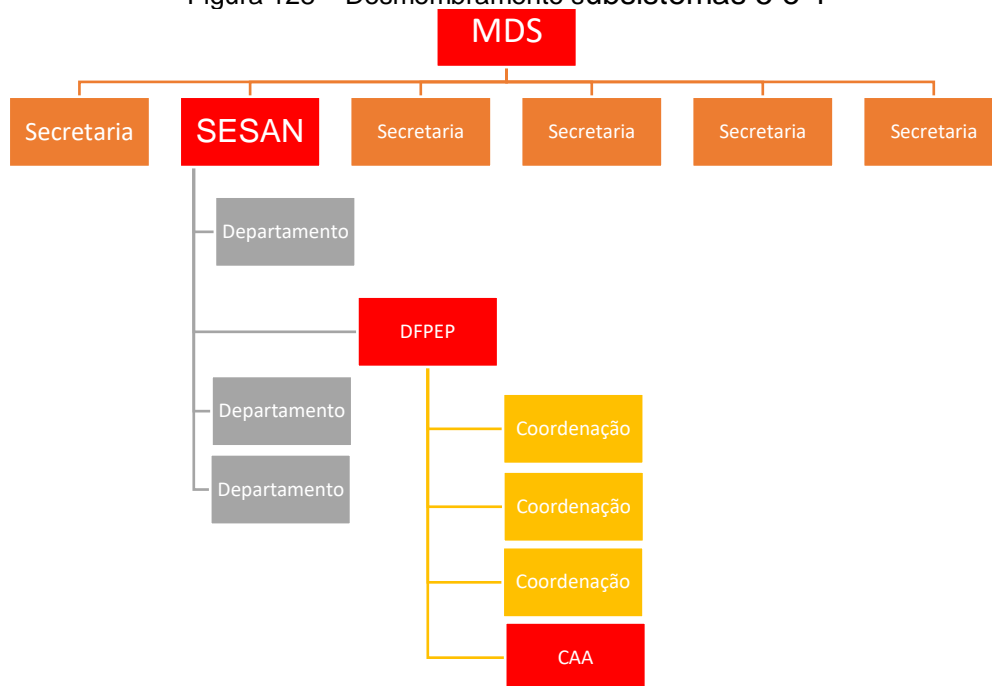 MDS
Secretaria
SESAN
Secretaria
Secretaria
Secretaria
Secretaria
Departamento
DFPEP
Departamento
Departamento
Coordenação
Coordenação
Coordenação
CAA